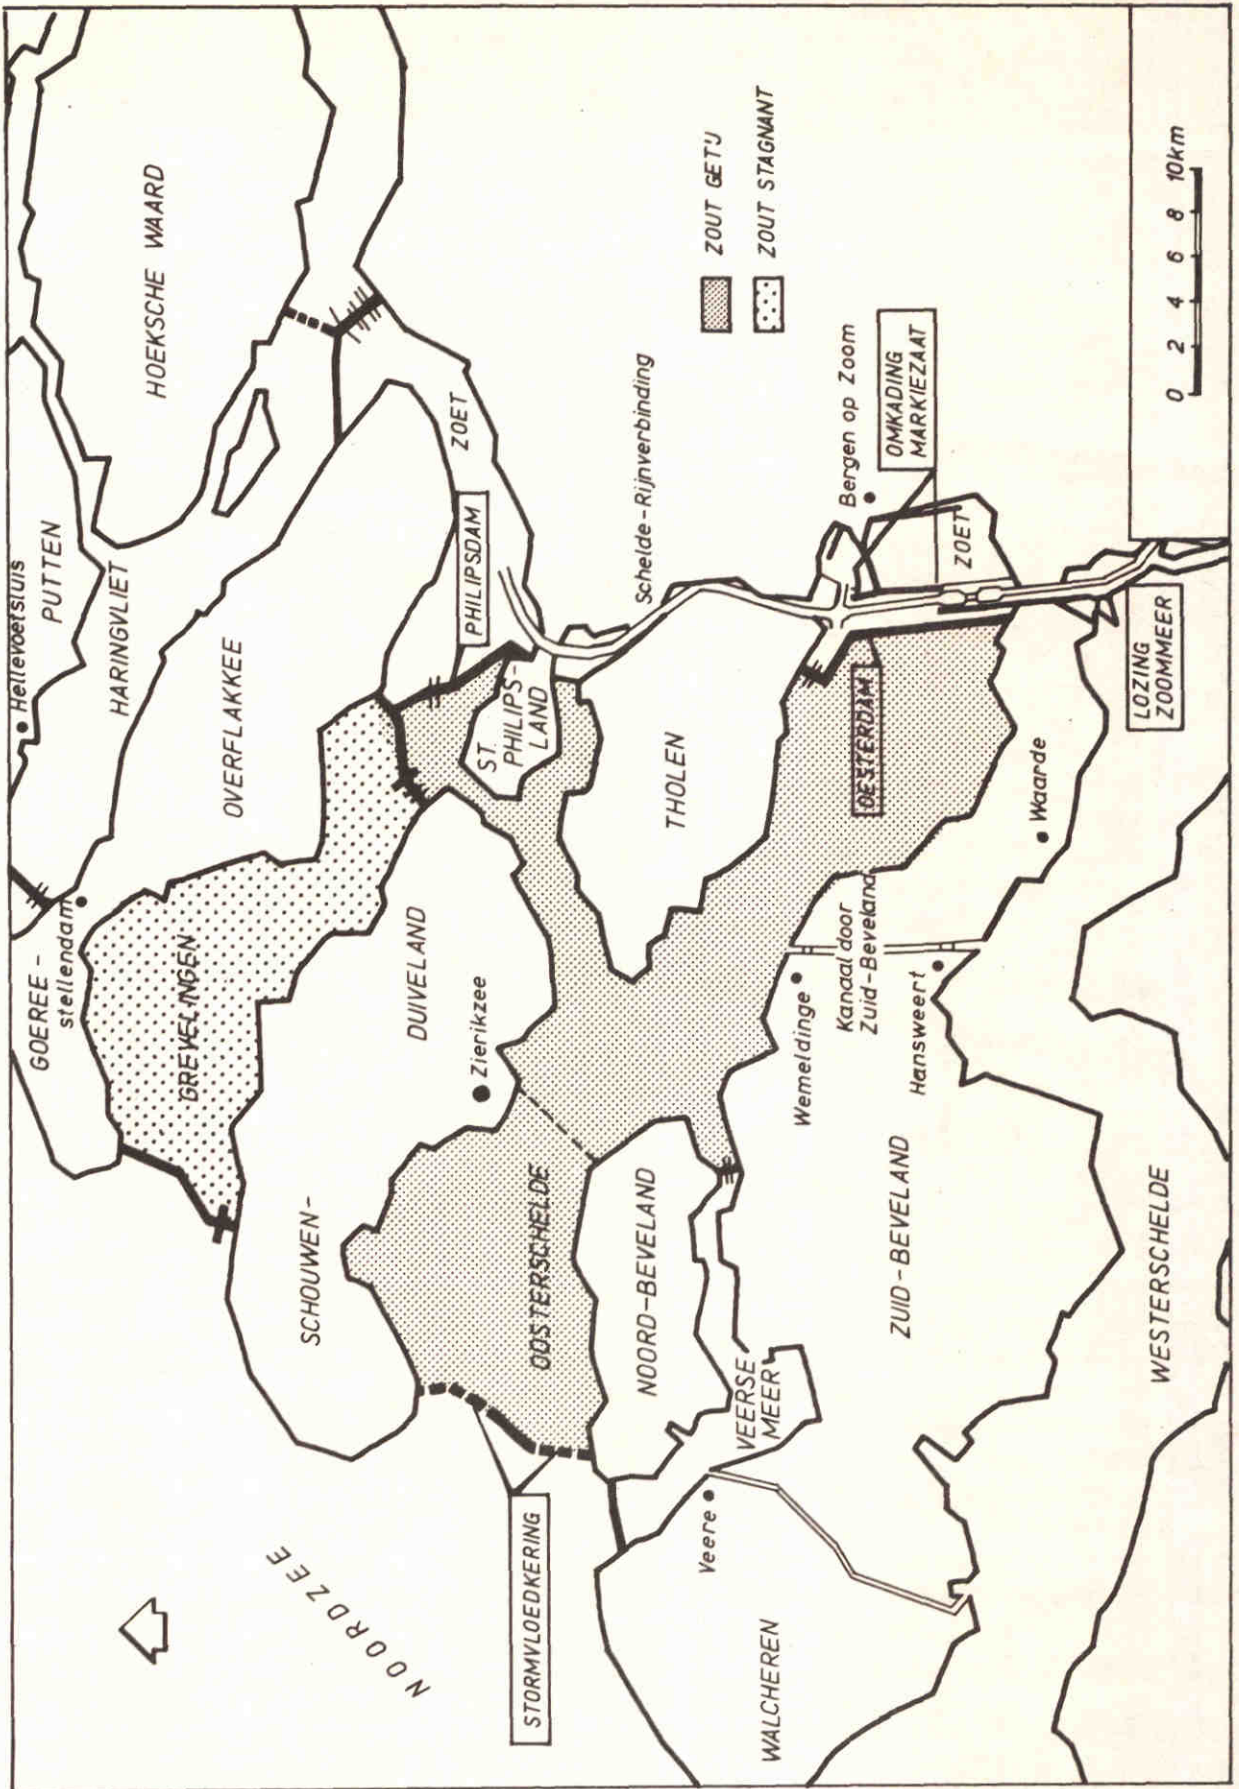 Hellevoetsluis
PUTTEN
HARINGVLIET
HOEKSCHE WAARD
GOEREE-
stellendam
OVERFLAKKEE
GREVELINGEN
ZOET
PHILIPSDAM
NOORDZEE
SCHOUWEN-
DUIVELAND
Zierikzee
ST.
PHILIPS-
LAND
Schelde-Rijnverbinding
ZOUT GETIJ
ZOUT STAGNANT
STORMVLOEDKERING
OOSTERSCHELDE
THOLEN
Bergen op Zoom
OMKADING
MARKIEZAAT
NOORD-BEVELAND
VEERSE
MEER
Veere
WALCHEREN
Wemeldinge
Kanaal door
Zuid-Beveland
Hansweert
OESTERDAM
ZOET
ZUID-BEVELAND
Waarde
LOZING
ZOOMMEER
WESTERSCHELDE
0 2 4 6 8 10km